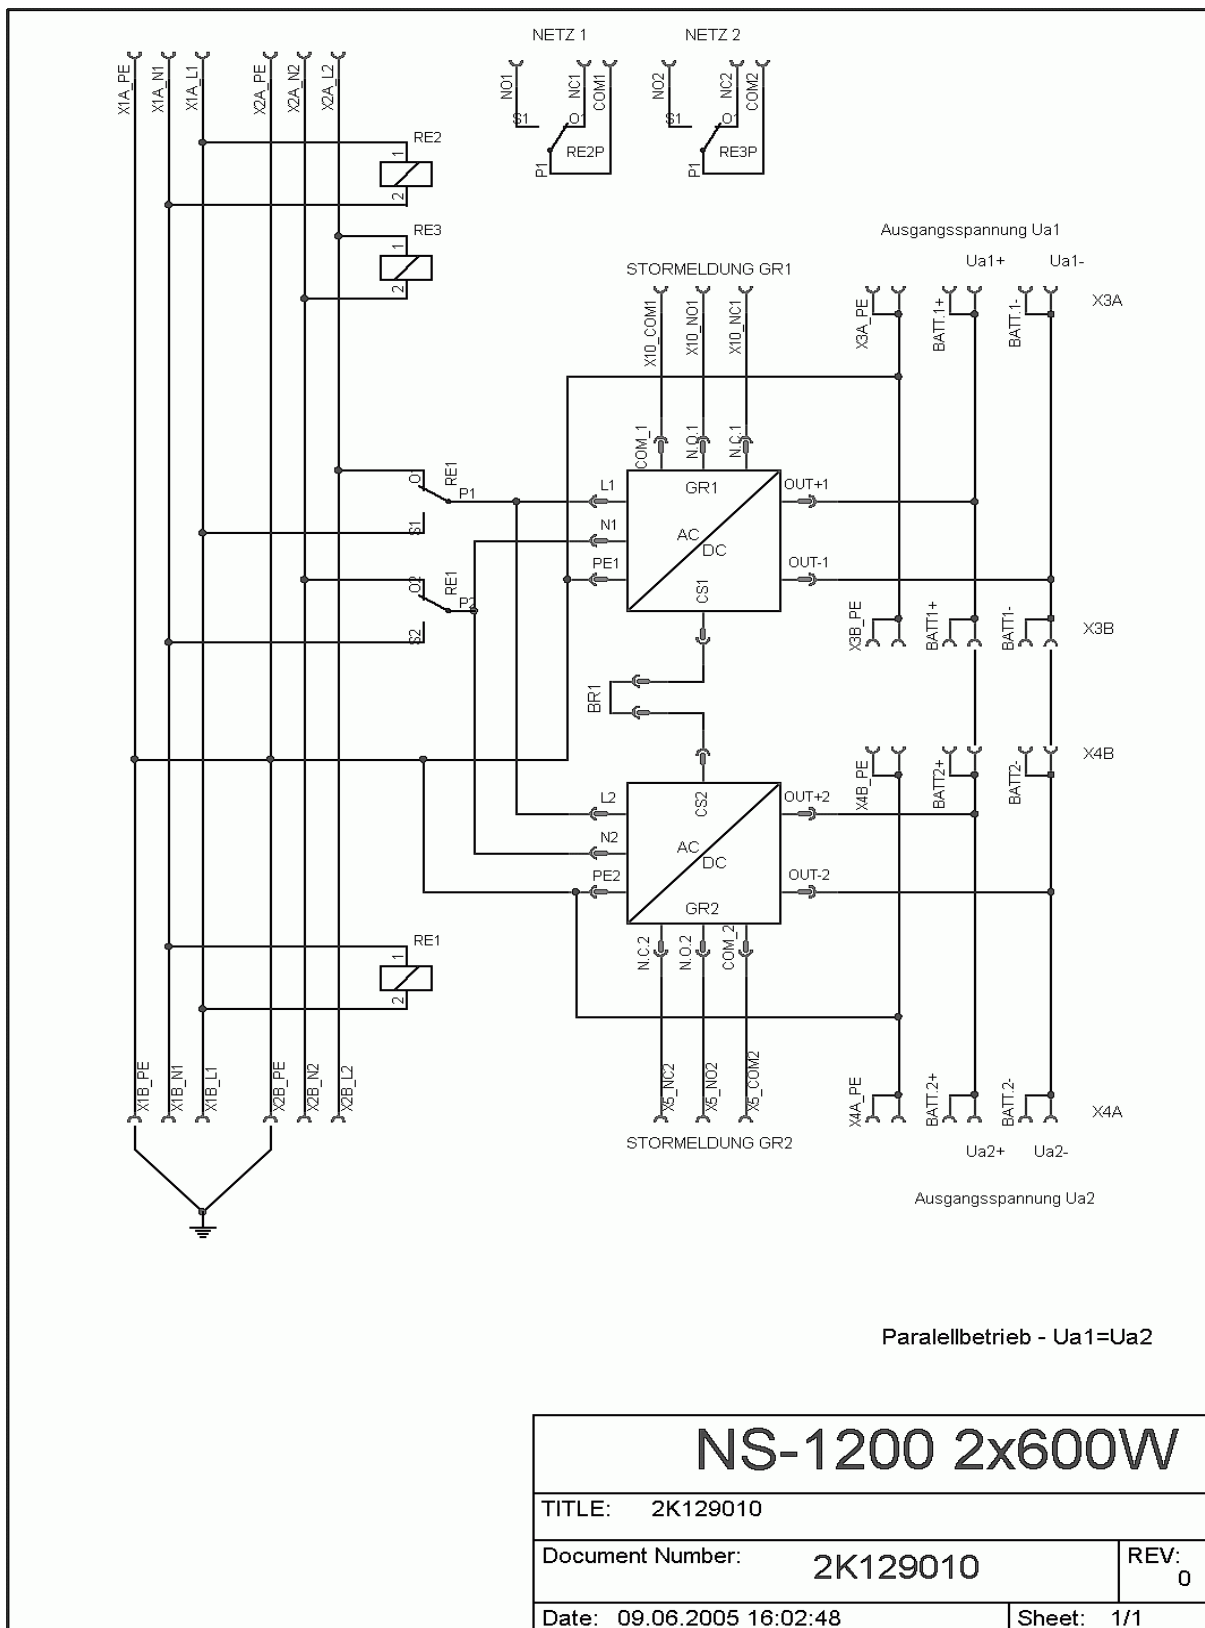 NETZ 1
NETZ 2
X1A_PE
X1A_N1
X1A_L1
X2A_PE
X2A_N2
X2A_L2
NO1
NC1
COM1
S1
O1
RE2P
P1
NO2
NC2
COM2
S1
O1
RE3P
P1
RE2
1
2
RE3
1
2
Ausgangsspannung Ua1
Ua1+
Ua1-
STORMELDUNG GR1
X3A
X10_COM1
X10_NO1
X10_NC1
X3A_PE
BATT.1+
BATT.1-
COM_1
N.O.1
N.C.1
O1
RE1
P1
S1
L1
GR1
OUT+1
N1
AC
DC
PE1
OUT-1
CS1
O2
RE1
P2
S2
X3B_PE
BATT1+
BATT1-
X3B
BR1
X4B
X4B_PE
BATT2+
BATT2-
L2
CS2
OUT+2
N2
AC
DC
PE2
OUT-2
GR2
N.C.2
N.O.2
COM_2
RE1
1
2
X1B_PE
X1B_N1
X1B_L1
X2B_PE
X2B_N2
X2B_L2
X5_NC2
X5_NO2
X5_COM2
X4A_PE
BATT.2+
BATT.2-
X4A
STORMELDUNG GR2
Ua2+
Ua2-
Ausgangsspannung Ua2
Paralellbetrieb - Ua1=Ua2
NS-1200 2x600W
TITLE: 2K129010
Document Number: 2K129010
REV: 0
Date: 09.06.2005 16:02:48
Sheet: 1/1